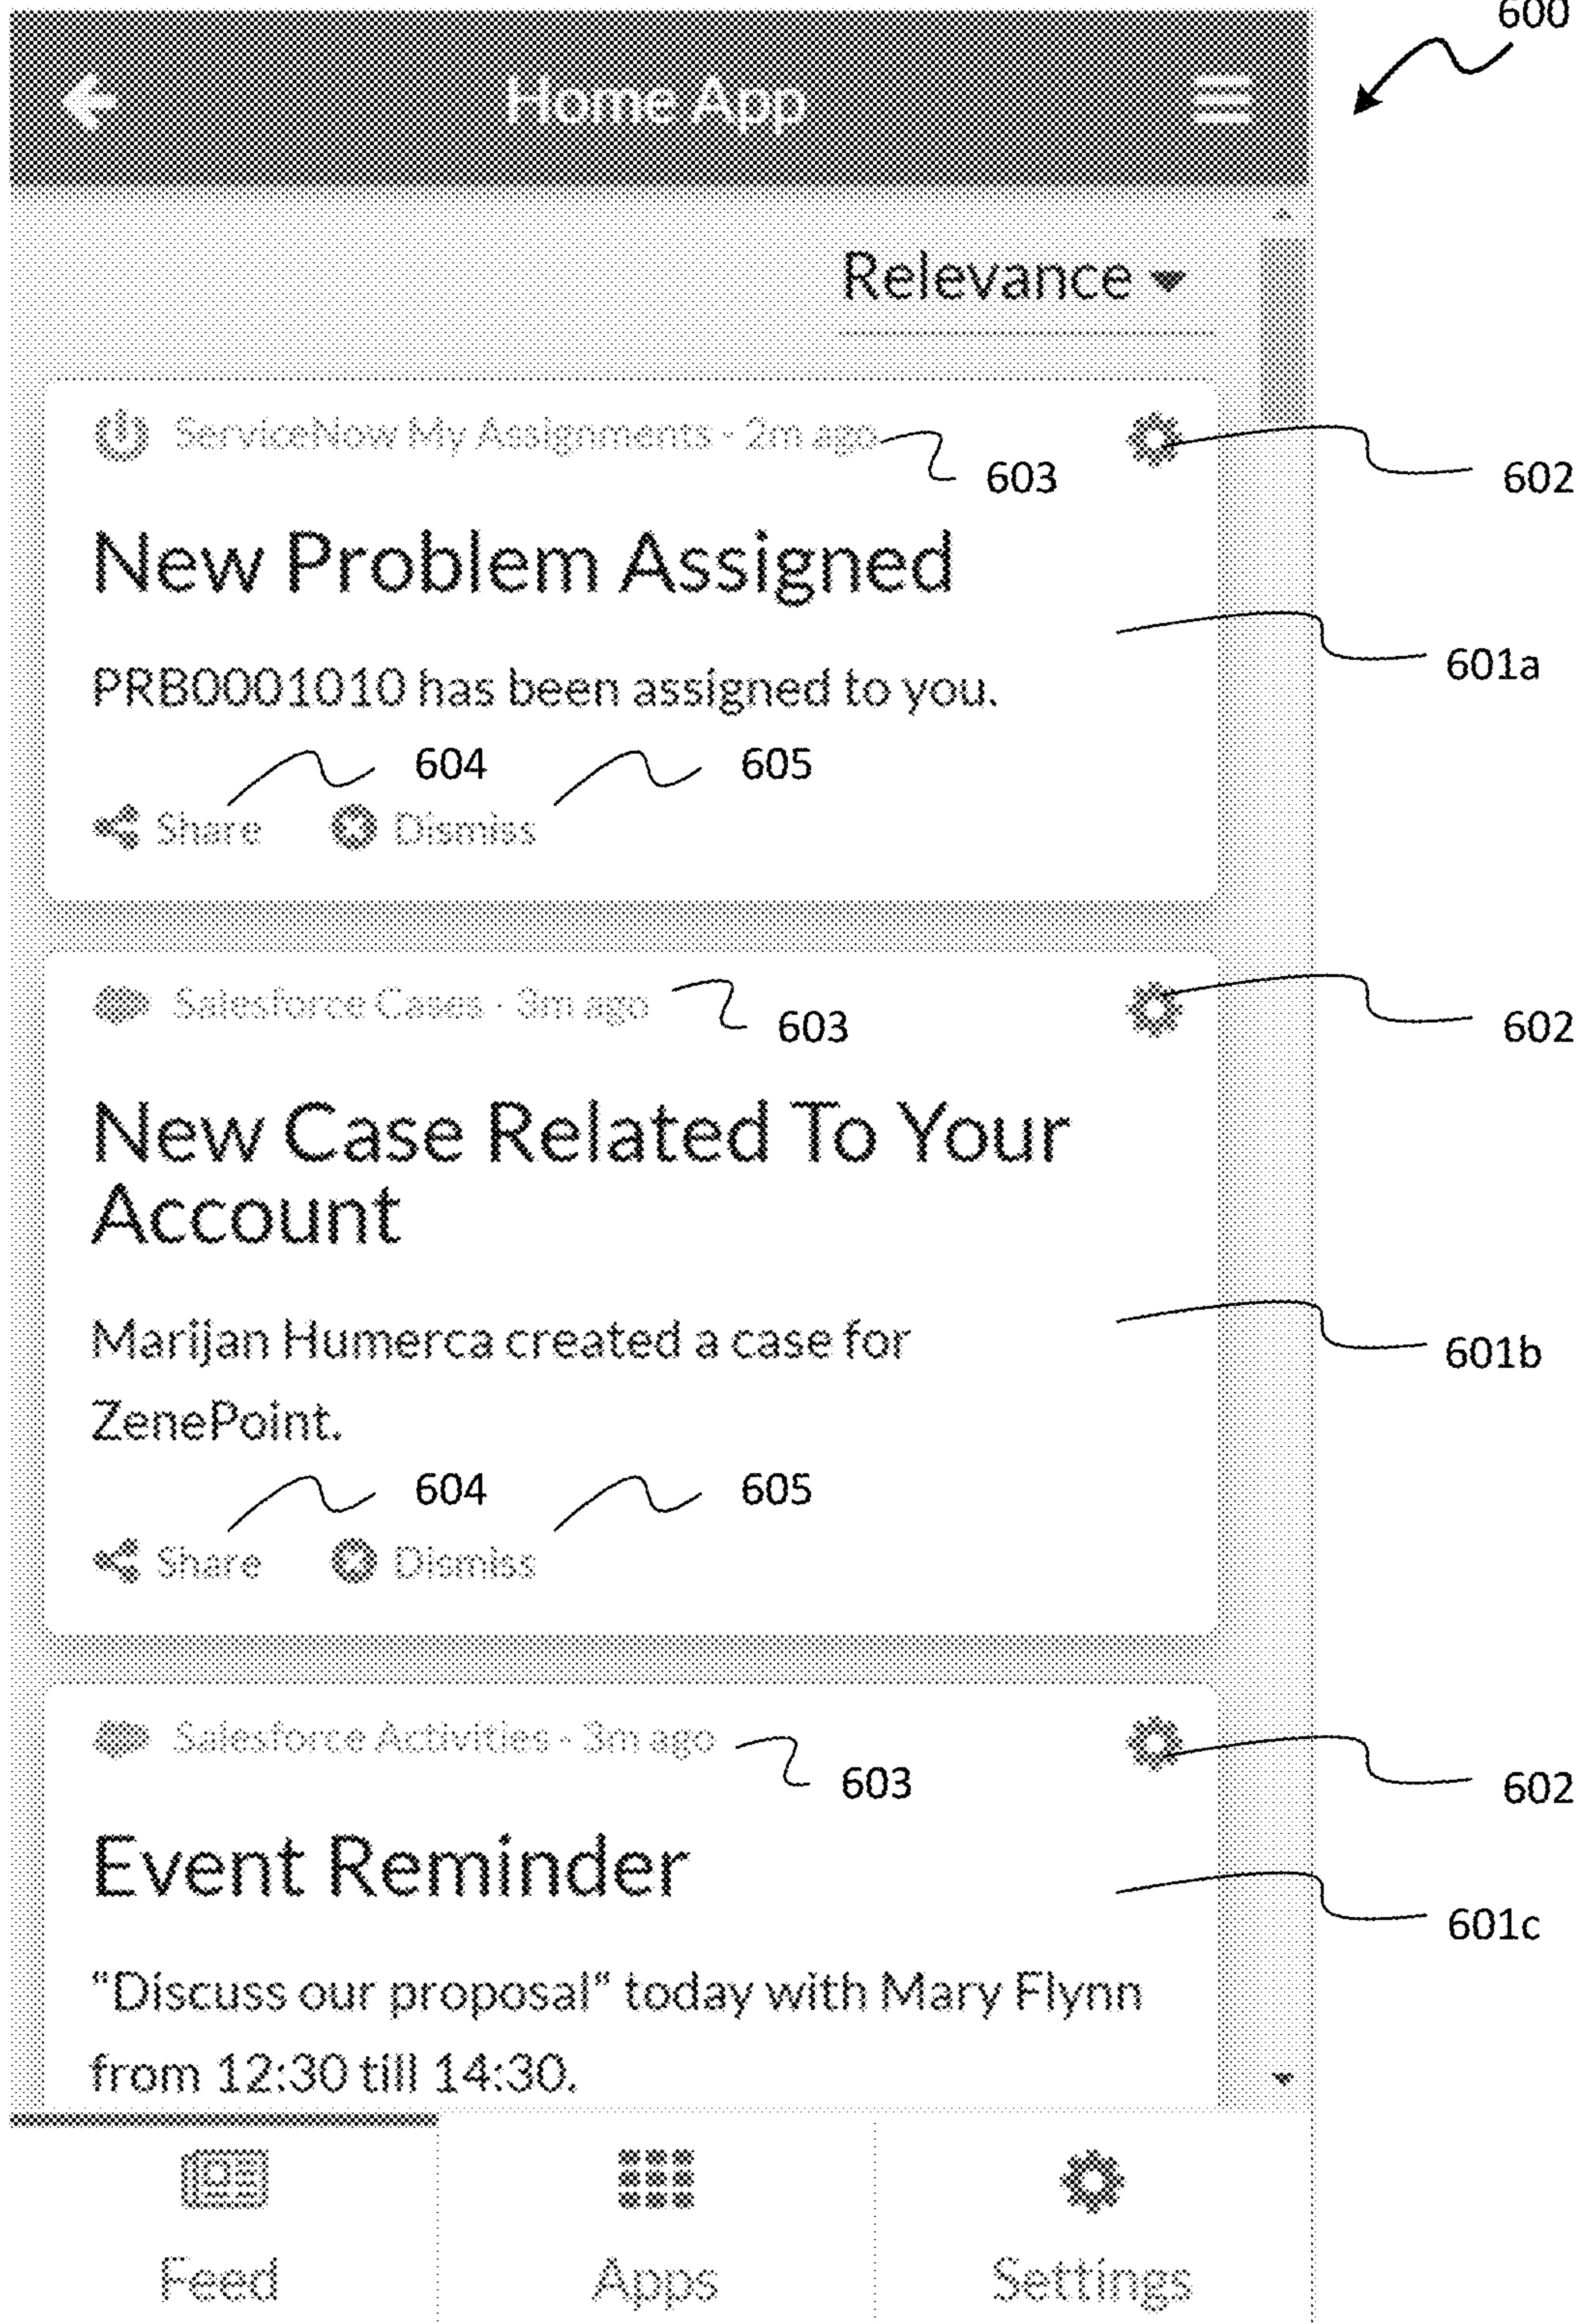 600
Home App
Relevance
ServiceNow My Assignments · 2m ago
603
602
New Problem Assigned
601a
PRB0001010 has been assigned to you.
604
605
Share
Dismiss
Salesforce Cases · 3m ago
603
602
New Case Related To Your
Account
Marijan Humerca created a case for
601b
ZenePoint.
604
605
Share
Dismiss
Salesforce Activities · 3m ago
603
602
Event Reminder
601c
"Discuss our proposal" today with Mary Flynn
from 12:30 till 14:30.
Feed
Apps
Settings